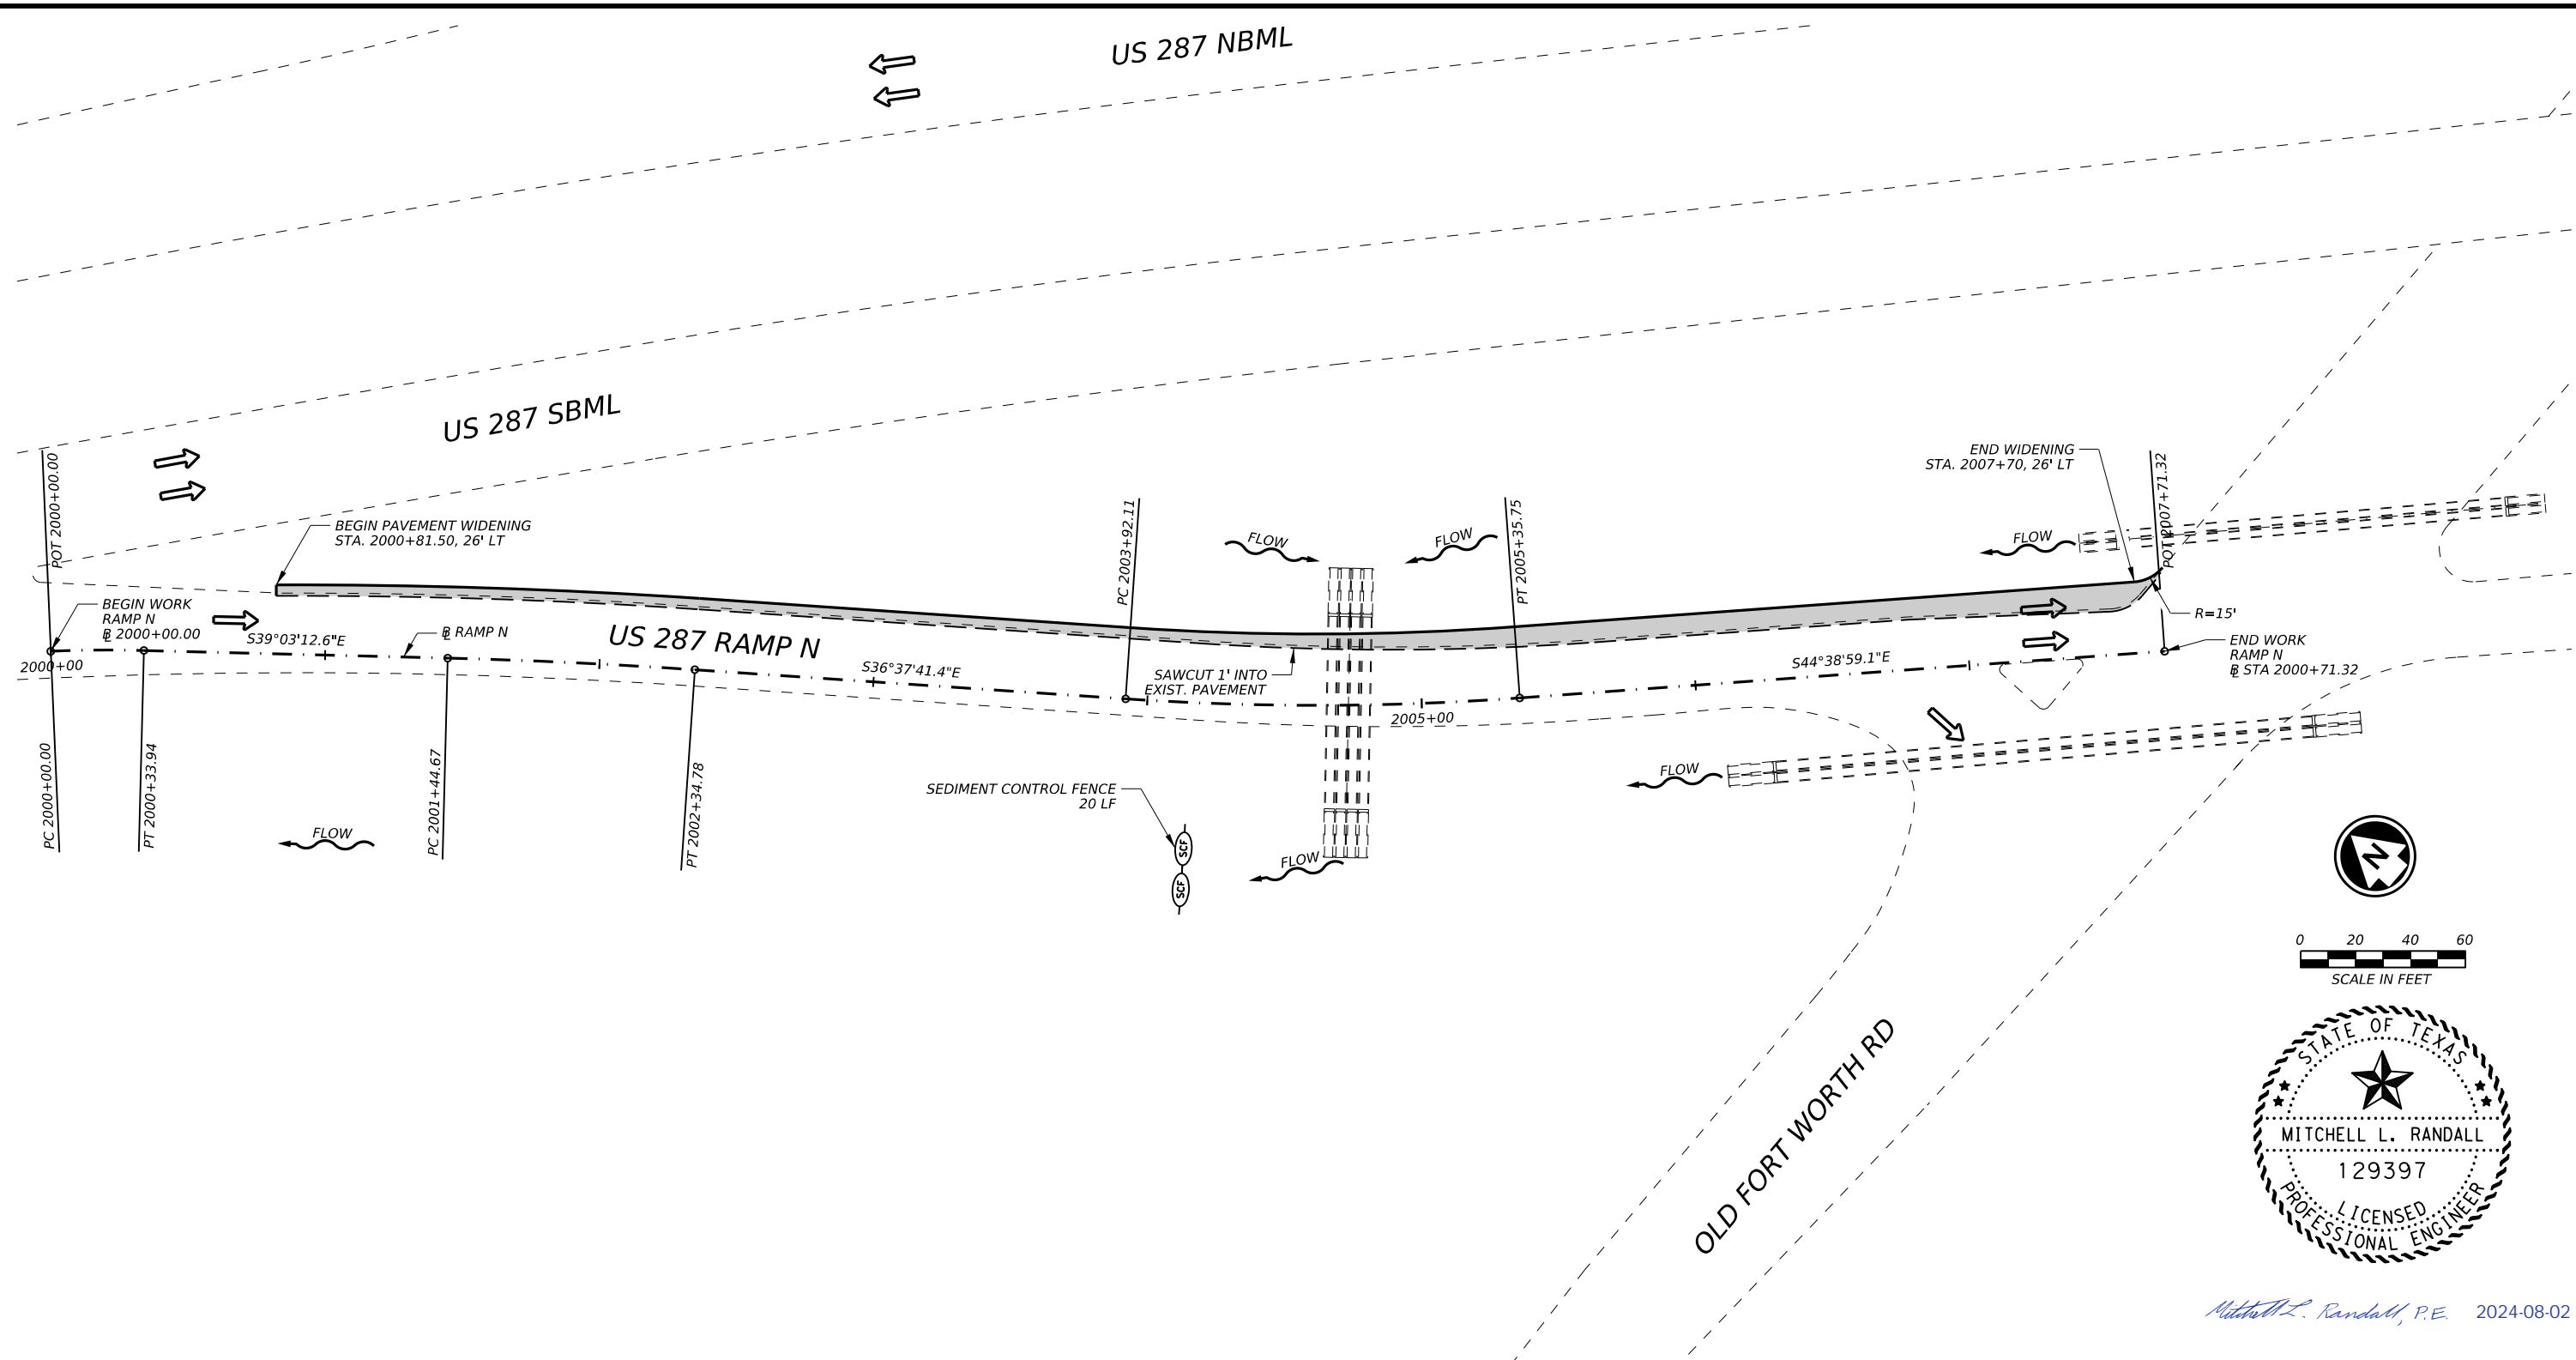 US 287 NBML
US 287 SBML
POT 2000+00.00
BEGIN PAVEMENT WIDENING
STA. 2000+81.50, 26' LT
BEGIN WORK
RAMP N
⅊ 2000+00.00
2000+00
S39°03'12.6"E
⅊ RAMP N
US 287 RAMP N
S36°37'41.4"E
PC 2003+92.11
SAWCUT 1' INTO
EXIST. PAVEMENT
FLOW
FLOW
PT 2005+35.75
2005+00
END WIDENING
STA. 2007+70, 26' LT
POT 2007+71.32
FLOW
R=15'
S44°38'59.1"E
END WORK
RAMP N
⅊ STA 2000+71.32
PC 2000+00.00
PT 2000+33.94
FLOW
PC 2001+44.67
PT 2002+34.78
SEDIMENT CONTROL FENCE
20 LF
SCF
SCF
FLOW
FLOW
OLD FORT WORTH RD
N
0 20 40 60
SCALE IN FEET
STATE OF TEXAS
MITCHELL L. RANDALL
129397
LICENSED
PROFESSIONAL ENGINEER
Mitchell L. Randall, P.E. 2024-08-02